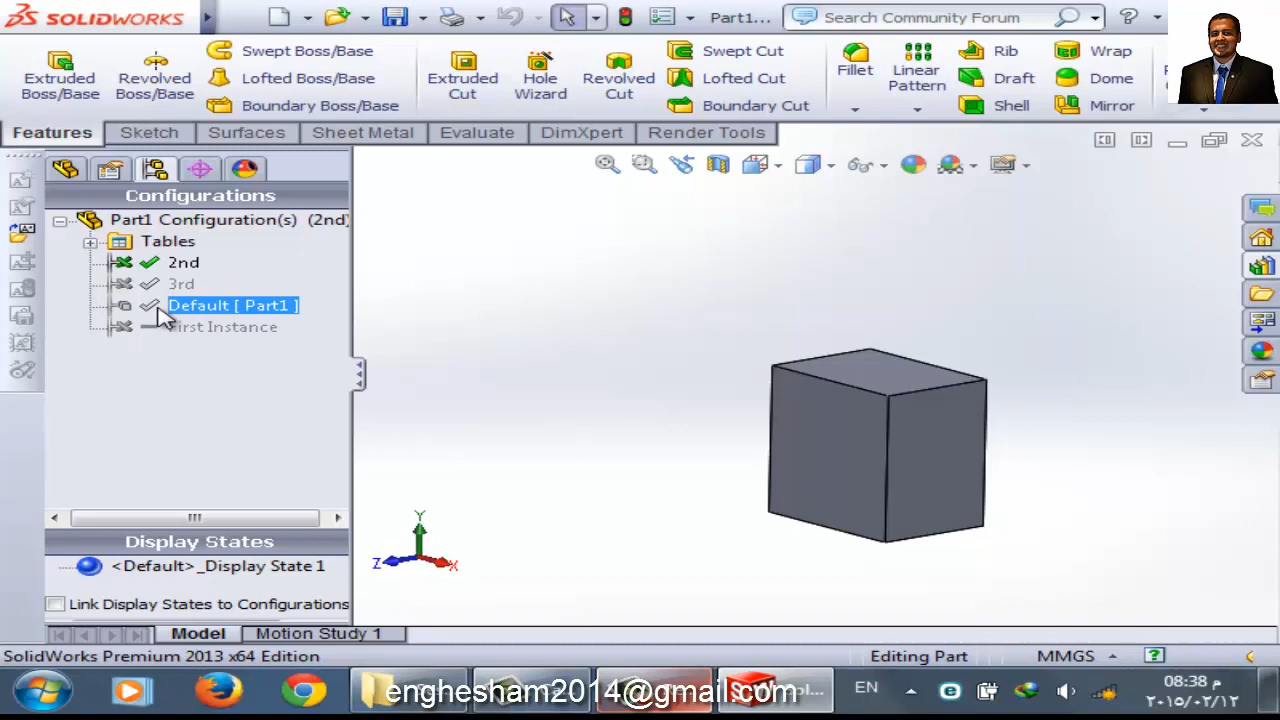 SOLIDWORKS
Part1...
Search Community Forum
Extruded Boss/Base
Revolved Boss/Base
Swept Boss/Base
Lofted Boss/Base
Boundary Boss/Base
Extruded Cut
Hole Wizard
Revolved Cut
Swept Cut
Lofted Cut
Boundary Cut
Fillet
Linear Pattern
Rib
Draft
Shell
Wrap
Dome
Mirror
Features
Sketch
Surfaces
Sheet Metal
Evaluate
DimXpert
Render Tools
Configurations
Part1 Configuration(s) (2nd)
Tables
2nd
3rd
Default [ Part1 ]
First Instance
Y
Z
X
Display States
<Default>_Display State 1
Link Display States to Configurations
Model
Motion Study 1
SolidWorks Premium 2013 x64 Edition
Editing Part
MMGS
enghesham2014@gmail.com
EN
08:38 م
٢٠١٥/٠٢/١٢